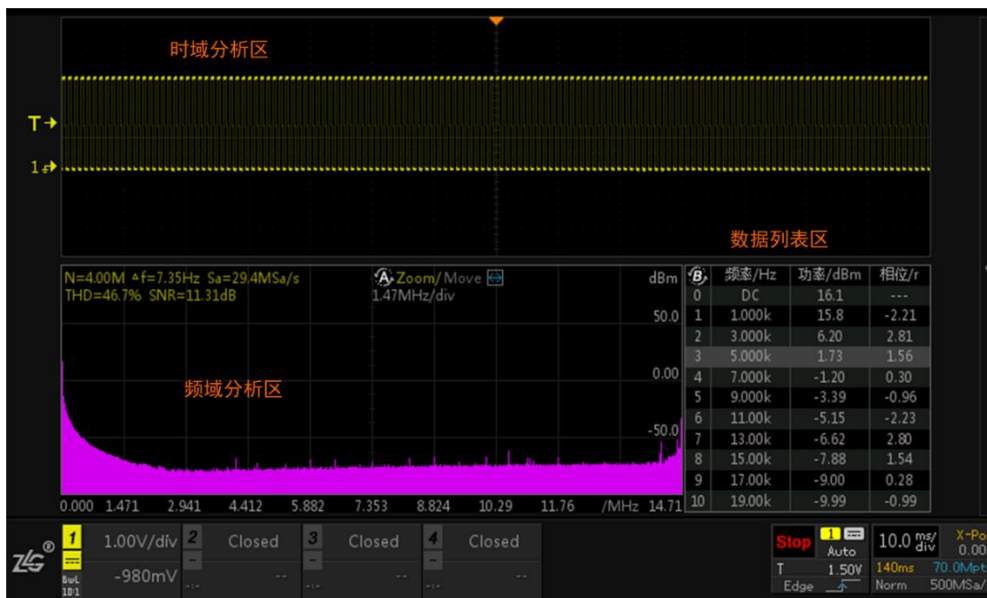 时域分析区
T
1
数据列表区
N=4.00M ▵f=7.35Hz Sa=29.4MSa/s
THD=46.7% SNR=11.31dB
A Zoom/ Move
1.47MHz/div
dBm
50.0
0.00
-50.0
频域分析区
0.000 1.471 2.941 4.412 5.882 7.353 8.824 10.29 11.76 /MHz 14.71
B 频率/Hz 功率/dBm 相位/r
0 DC 16.1 ---
1 1.000k 15.8 -2.21
2 3.000k 6.20 2.81
3 5.000k 1.73 1.56
4 7.000k -1.20 0.30
5 9.000k -3.39 -0.96
6 11.00k -5.15 -2.23
7 13.00k -6.62 2.80
8 15.00k -7.88 1.54
9 17.00k -9.00 0.28
10 19.00k -9.99 -0.99
ZLG®
1 1.00V/div
-980mV
BwL
10:1
2 Closed
-:- --
3 Closed
-:- --
4 Closed
-:- --
Stop 1 Auto
T 1.50V
Edge
10.0 ms/div X-Po
0.00
140ms 70.0Mpt
Norm 500MSa/